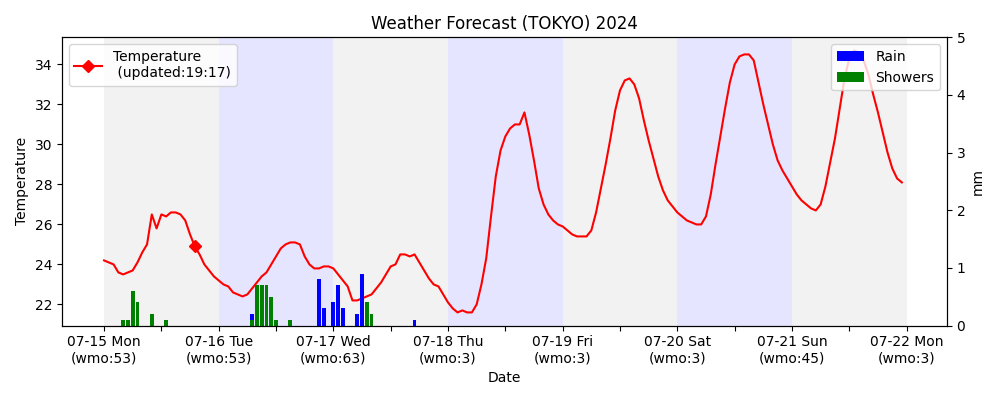 Weather Forecast (TOKYO) 2024
Temperature
(updated:19:17)
Rain
Showers
Temperature
34
32
30
28
26
24
22
5
4
3
2
1
0
mm
07-15 Mon
(wmo:53)
07-16 Tue
(wmo:53)
07-17 Wed
(wmo:63)
07-18 Thu
(wmo:3)
07-19 Fri
(wmo:3)
07-20 Sat
(wmo:3)
07-21 Sun
(wmo:45)
07-22 Mon
(wmo:3)
Date